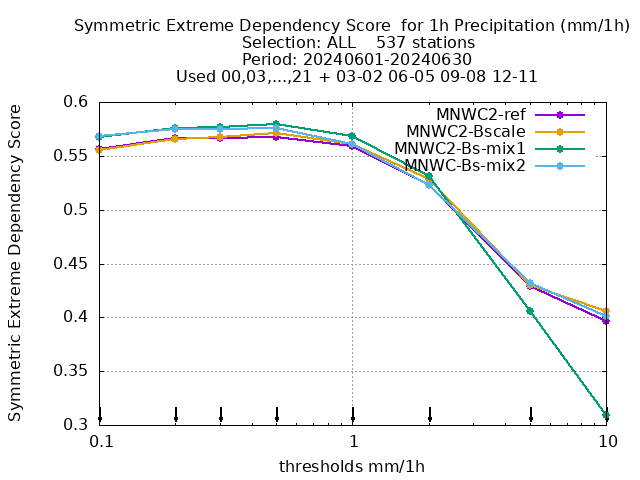 Symmetric Extreme Dependency Score  for 1h Precipitation (mm/1h)
Selection: ALL    537 stations
Period: 20240601-20240630
Used 00,03,...,21 + 03-02 06-05 09-08 12-11
Symmetric Extreme Dependency Score
0.6
0.55
0.5
0.45
0.4
0.35
0.3
MNWC2-ref
MNWC2-Bscale
MNWC2-Bs-mix1
MNWC-Bs-mix2
0.1 1 10
thresholds mm/1h